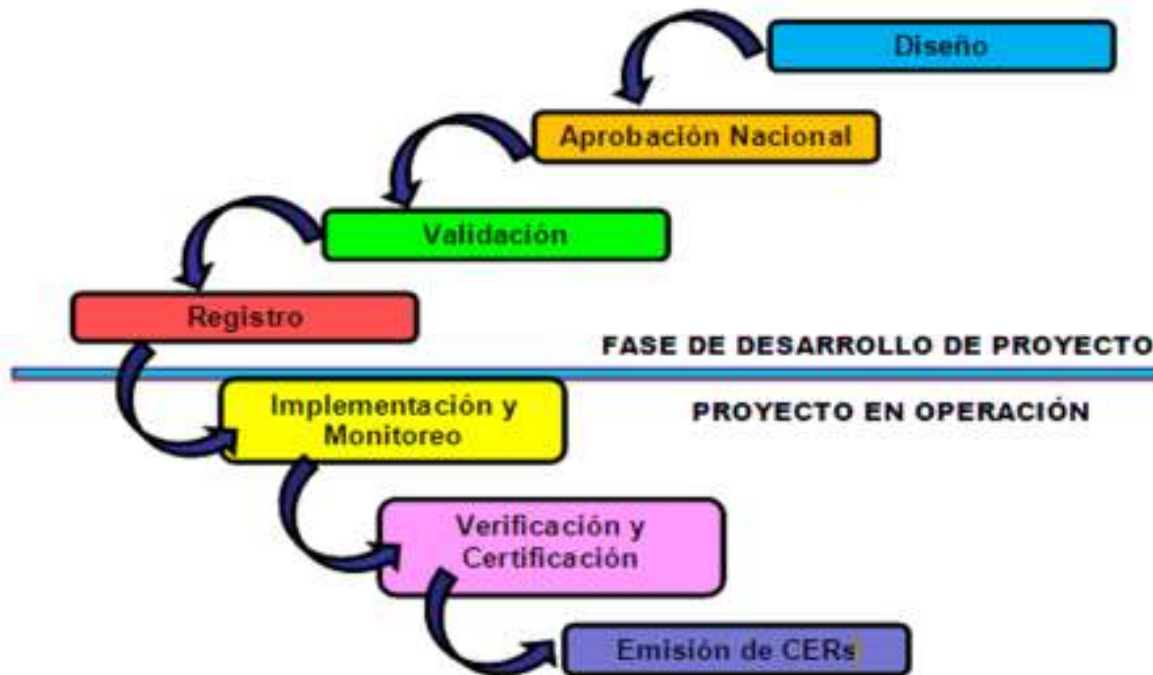 Diseño
Aprobación Nacional
Validación
Registro
FASE DE DESARROLLO DE PROYECTO
PROYECTO EN OPERACIÓN
Implementación y
Monitoreo
Verificación y
Certificación
Emisión de CERs